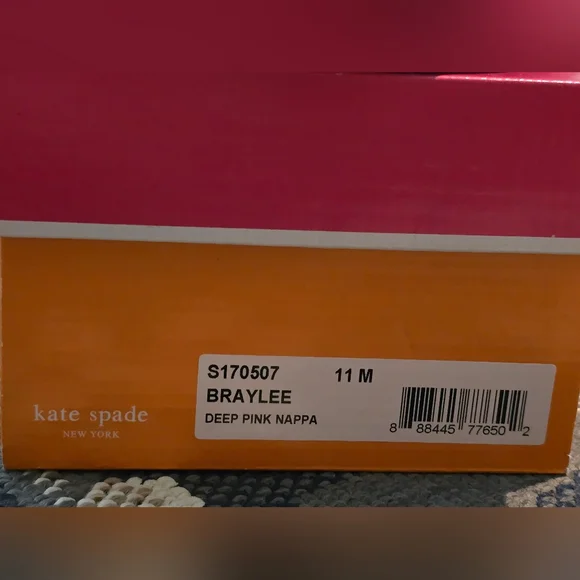 kate spade
NEW YORK
S170507 11 M
BRAYLEE
DEEP PINK NAPPA
8 88445 77650 2